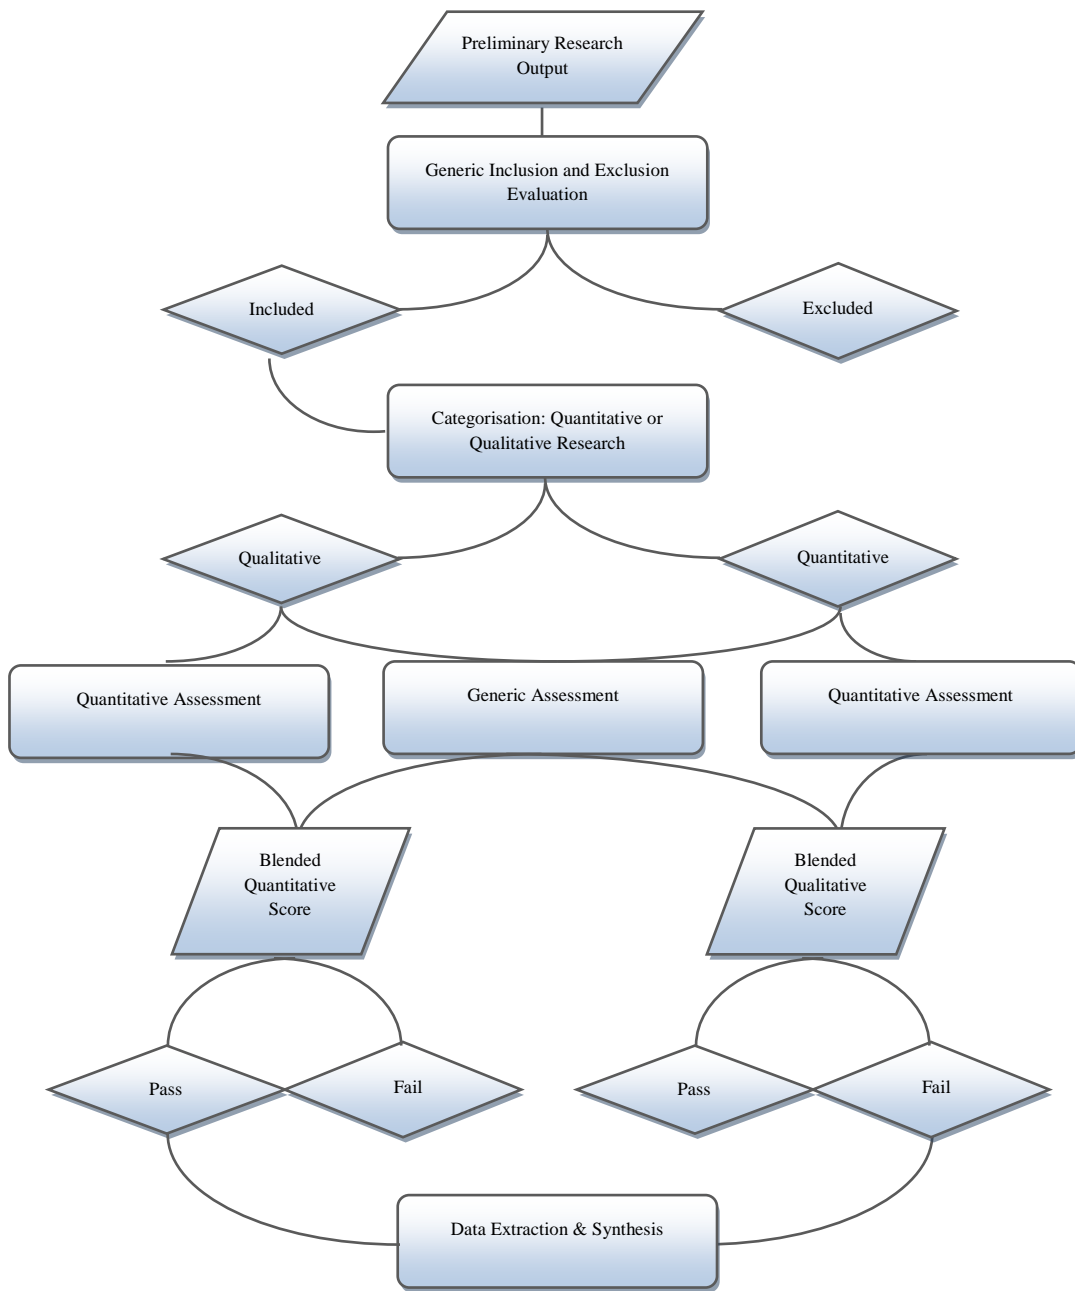 Preliminary Research
Output
Generic Inclusion and Exclusion
Evaluation
Included
Excluded
Categorisation: Quantitative or
Qualitative Research
Qualitative
Quantitative
Quantitative Assessment
Generic Assessment
Quantitative Assessment
Blended
Quantitative
Score
Blended
Qualitative
Score
Pass
Fail
Pass
Fail
Data Extraction & Synthesis